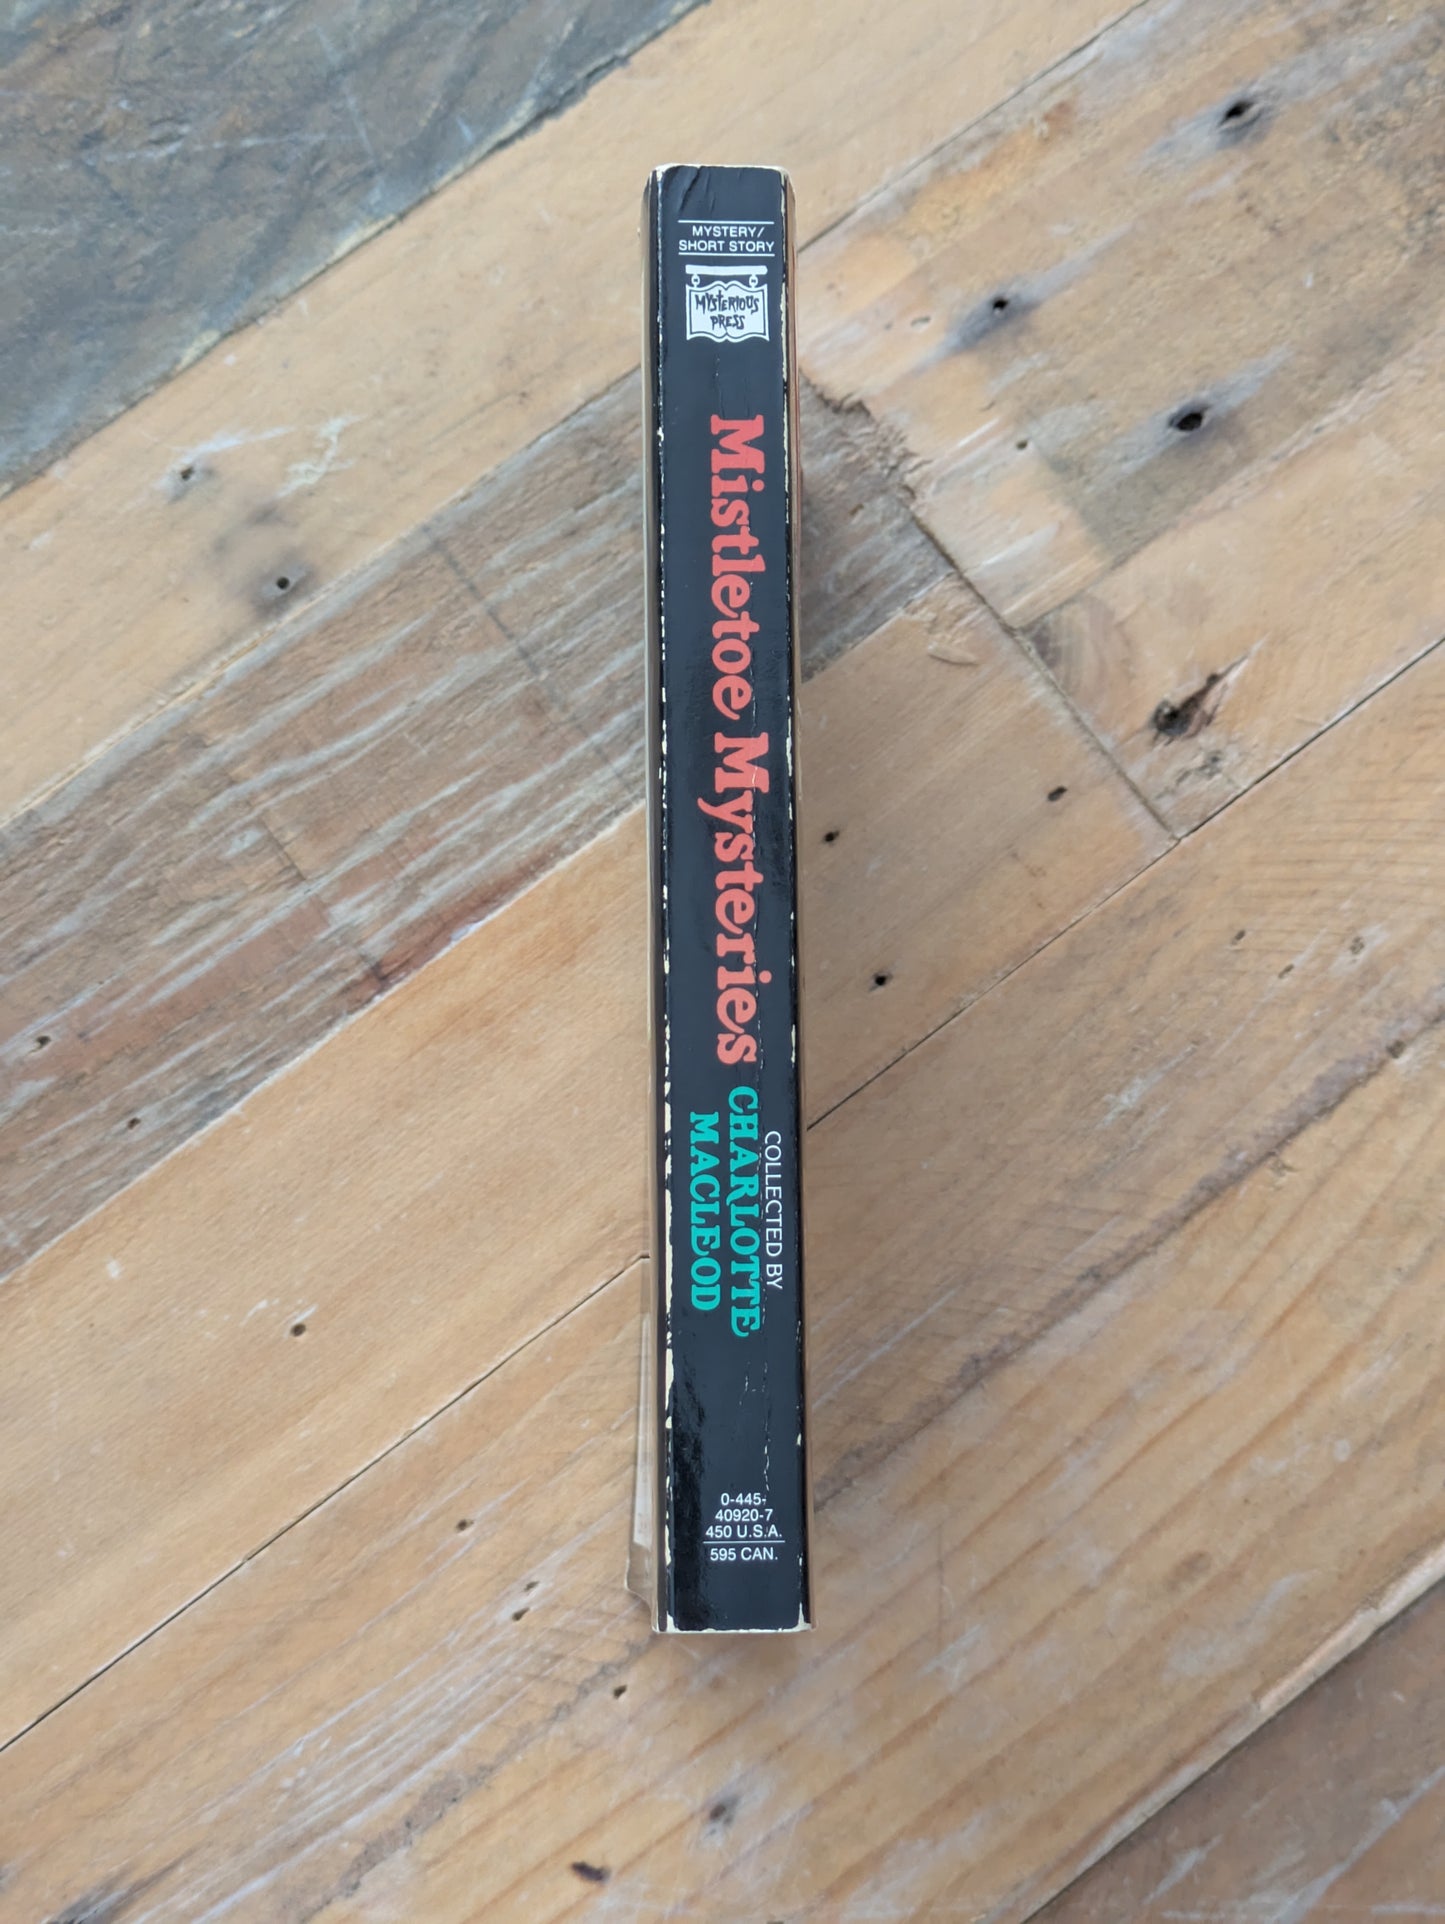 MYSTERY/
SHORT STORY
MYSTERIOUS
PRESS
Mistletoe Mysteries
COLLECTED BY
CHARLOTTE
MACLEOD
0-445-
40920-7
450 U.S.A.
595 CAN.